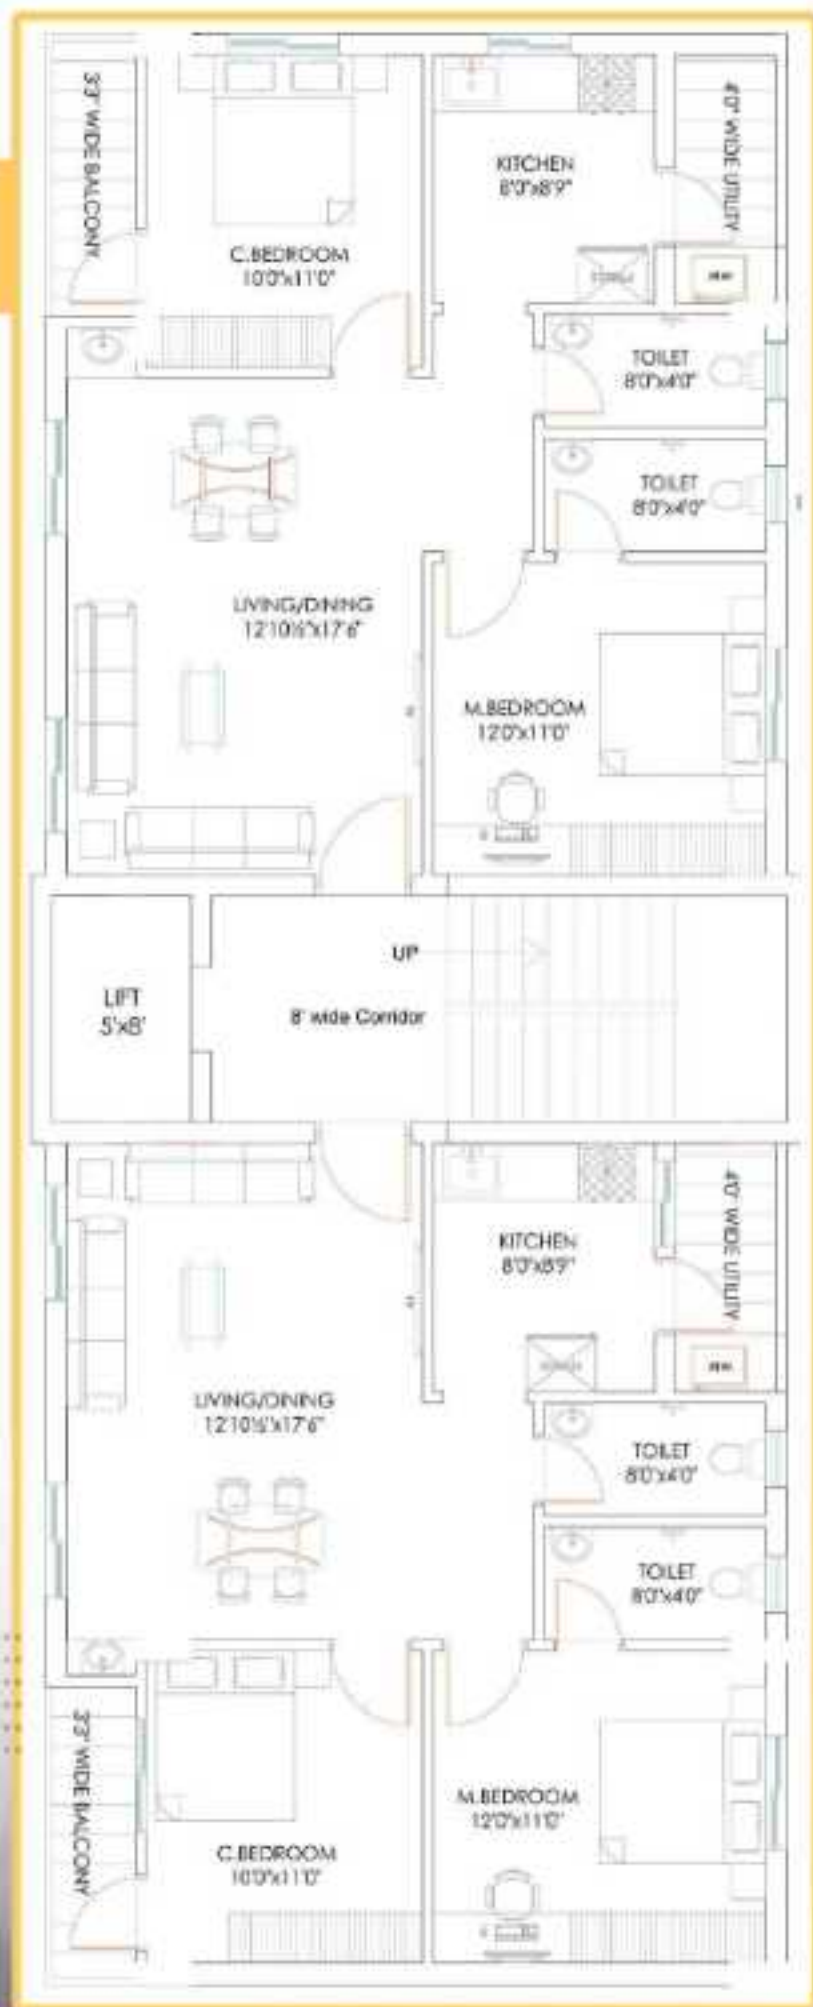 3'3" WIDE BALCONY
C.BEDROOM
10'0"x11'0"
KITCHEN
8'0"x8'9"
4'0" WIDE UTILITY
TOILET
8'0"x4'0"
TOILET
8'0"x4'0"
LIVING/DINING
12'10½"x17'6"
M.BEDROOM
12'0"x11'0"
LIFT
5'x8'
UP
8' wide Corridor
KITCHEN
8'0"x8'9"
4'0" WIDE UTILITY
LIVING/DINING
12'10½"x17'6"
TOILET
8'0"x4'0"
TOILET
8'0"x4'0"
3'3" WIDE BALCONY
C.BEDROOM
10'0"x11'0"
M.BEDROOM
12'0"x11'0"